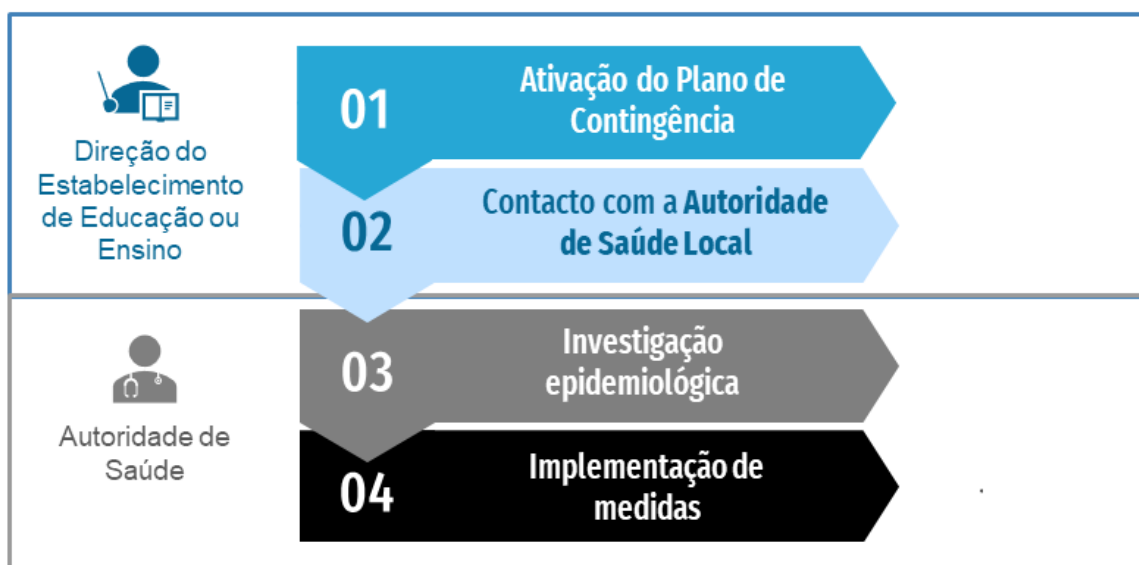 Direção do
Estabelecimento
de Educação ou
Ensino
01
Ativação do Plano de
Contingência
02
Contacto com a Autoridade
de Saúde Local
Autoridade de
Saúde
03
Investigação
epidemiológica
04
Implementação de
medidas
.